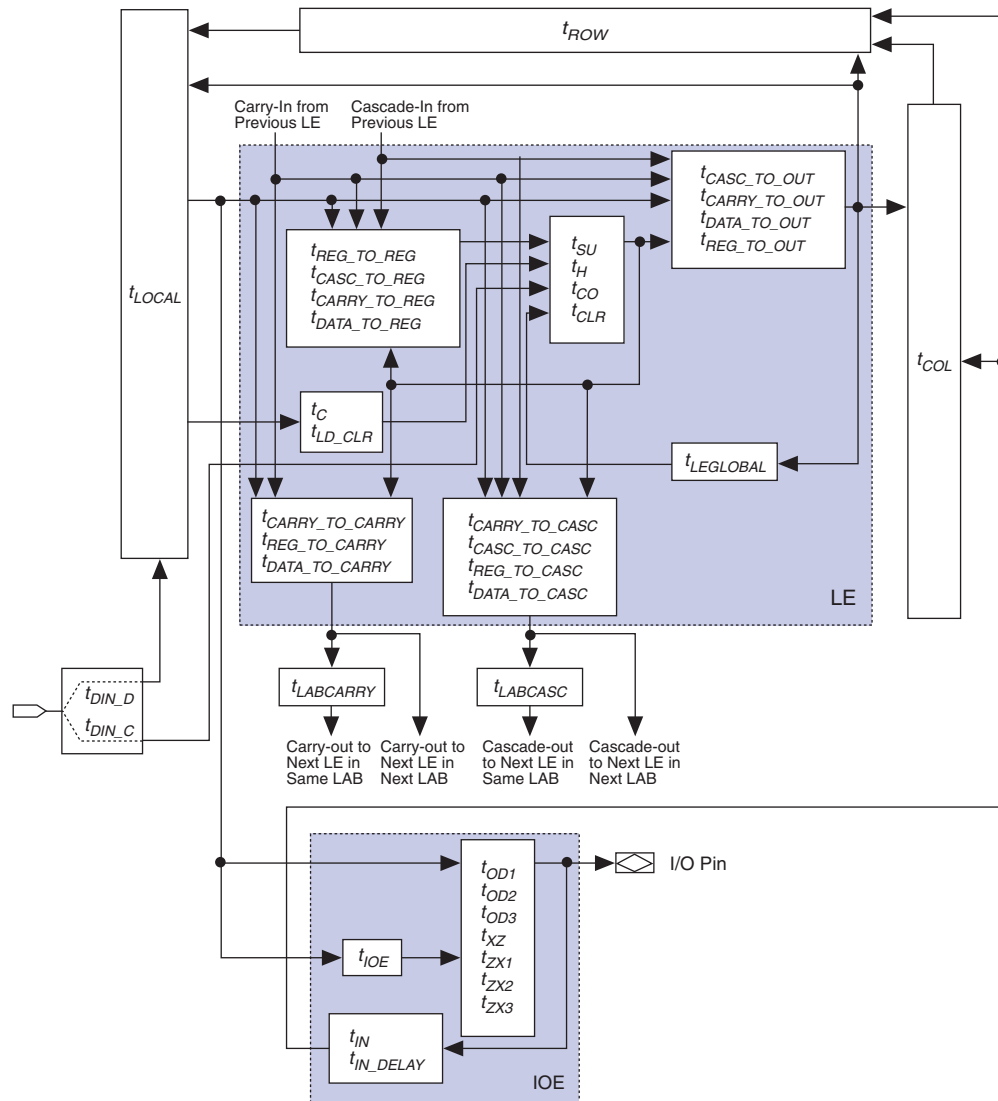 tROW
Carry-In from
Previous LE
Cascade-In from
Previous LE
tCASC_TO_OUT
tCARRY_TO_OUT
tDATA_TO_OUT
tREG_TO_OUT
tREG_TO_REG
tCASC_TO_REG
tCARRY_TO_REG
tDATA_TO_REG
tSU
tH
tCO
tCLR
tLOCAL
tCOL
tC
tLD_CLR
tLEGLOBAL
tCARRY_TO_CARRY
tREG_TO_CARRY
tDATA_TO_CARRY
tCARRY_TO_CASC
tCASC_TO_CASC
tREG_TO_CASC
tDATA_TO_CASC
LE
tDIN_D
tDIN_C
tLABCARRY
tLABCASC
Carry-out to
Next LE in
Same LAB
Carry-out to
Next LE in
Next LAB
Cascade-out
to Next LE in
Same LAB
Cascade-out
to Next LE in
Next LAB
tOD1
tOD2
tOD3
tXZ
tZX1
tZX2
tZX3
I/O Pin
tIOE
tIN
tIN_DELAY
IOE